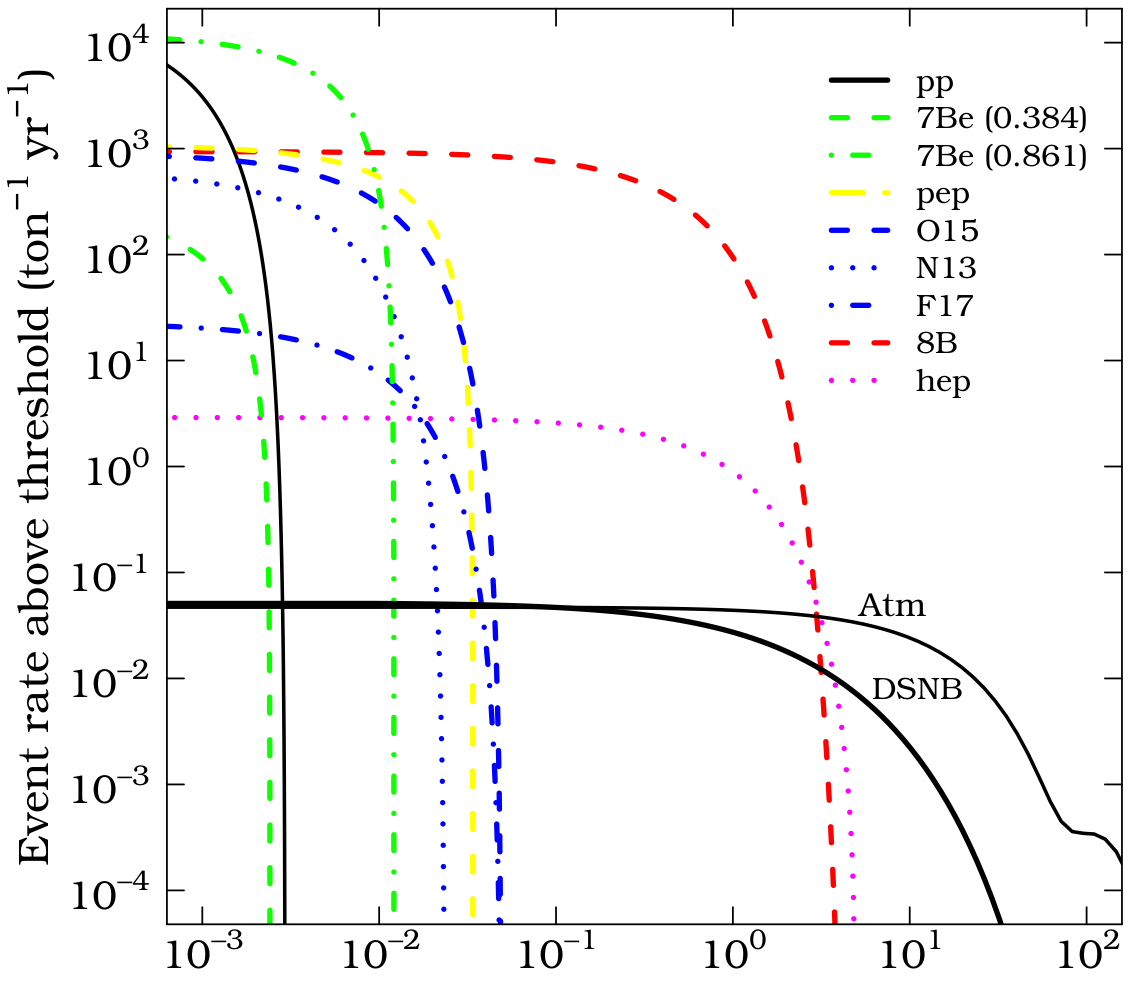 Event rate above threshold (ton⁻¹ yr⁻¹)
10⁴
10³
10²
10¹
10⁰
10⁻¹
10⁻²
10⁻³
10⁻⁴
pp
7Be (0.384)
7Be (0.861)
pep
O15
N13
F17
8B
hep
Atm
DSNB
10⁻³ 10⁻² 10⁻¹ 10⁰ 10¹ 10²